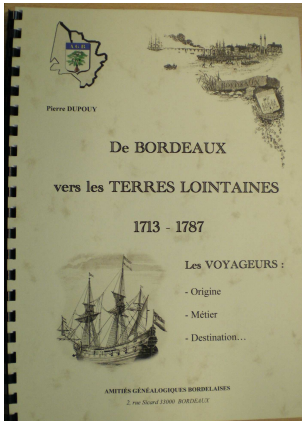 A.G.B
Pierre DUPOUY
De BORDEAUX
vers les TERRES LOINTAINES
1713 - 1787
Les VOYAGEURS :
- Origine
- Métier
- Destination...
AMITIÉS GÉNÉALOGIQUES BORDELAISES
2, rue Sicard 33000 BORDEAUX